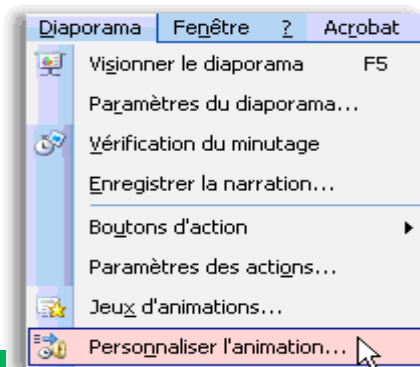 Diaporama Fenêtre ? Acrobat
Visionner le diaporama F5
Paramètres du diaporama...
Vérification du minutage
Enregistrer la narration...
Boutons d'action
Paramètres des actions...
Jeux d'animations...
Personnaliser l'animation...